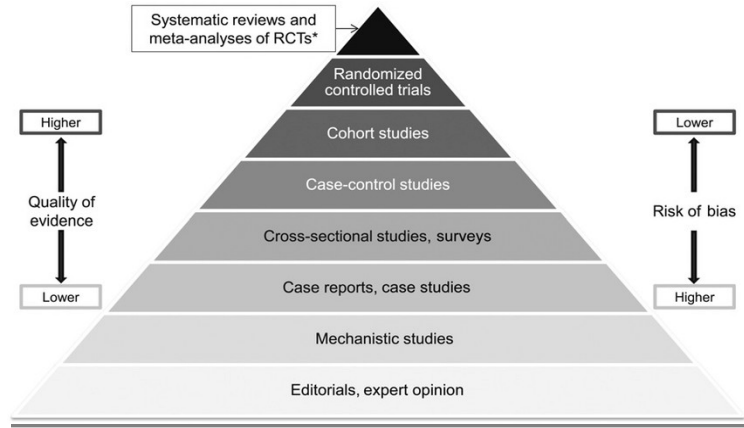 Systematic reviews and
meta-analyses of RCTs*
Randomized
controlled trials
Higher
Lower
Cohort studies
Case-control studies
Quality of
evidence
Risk of bias
Cross-sectional studies, surveys
Case reports, case studies
Lower
Higher
Mechanistic studies
Editorials, expert opinion